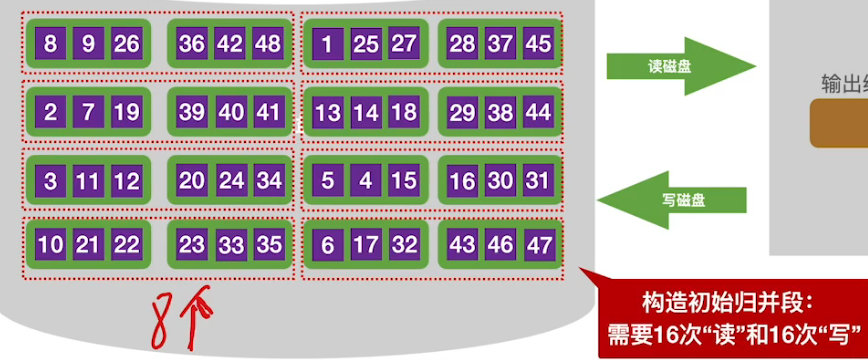 8 9 26 36 42 48 1 25 27 28 37 45
读磁盘
输出
2 7 19 39 40 41 13 14 18 29 38 44
3 11 12 20 24 34 5 4 15 16 30 31
写磁盘
10 21 22 23 33 35 6 17 32 43 46 47
8个
构造初始归并段：
需要16次“读”和16次“写”